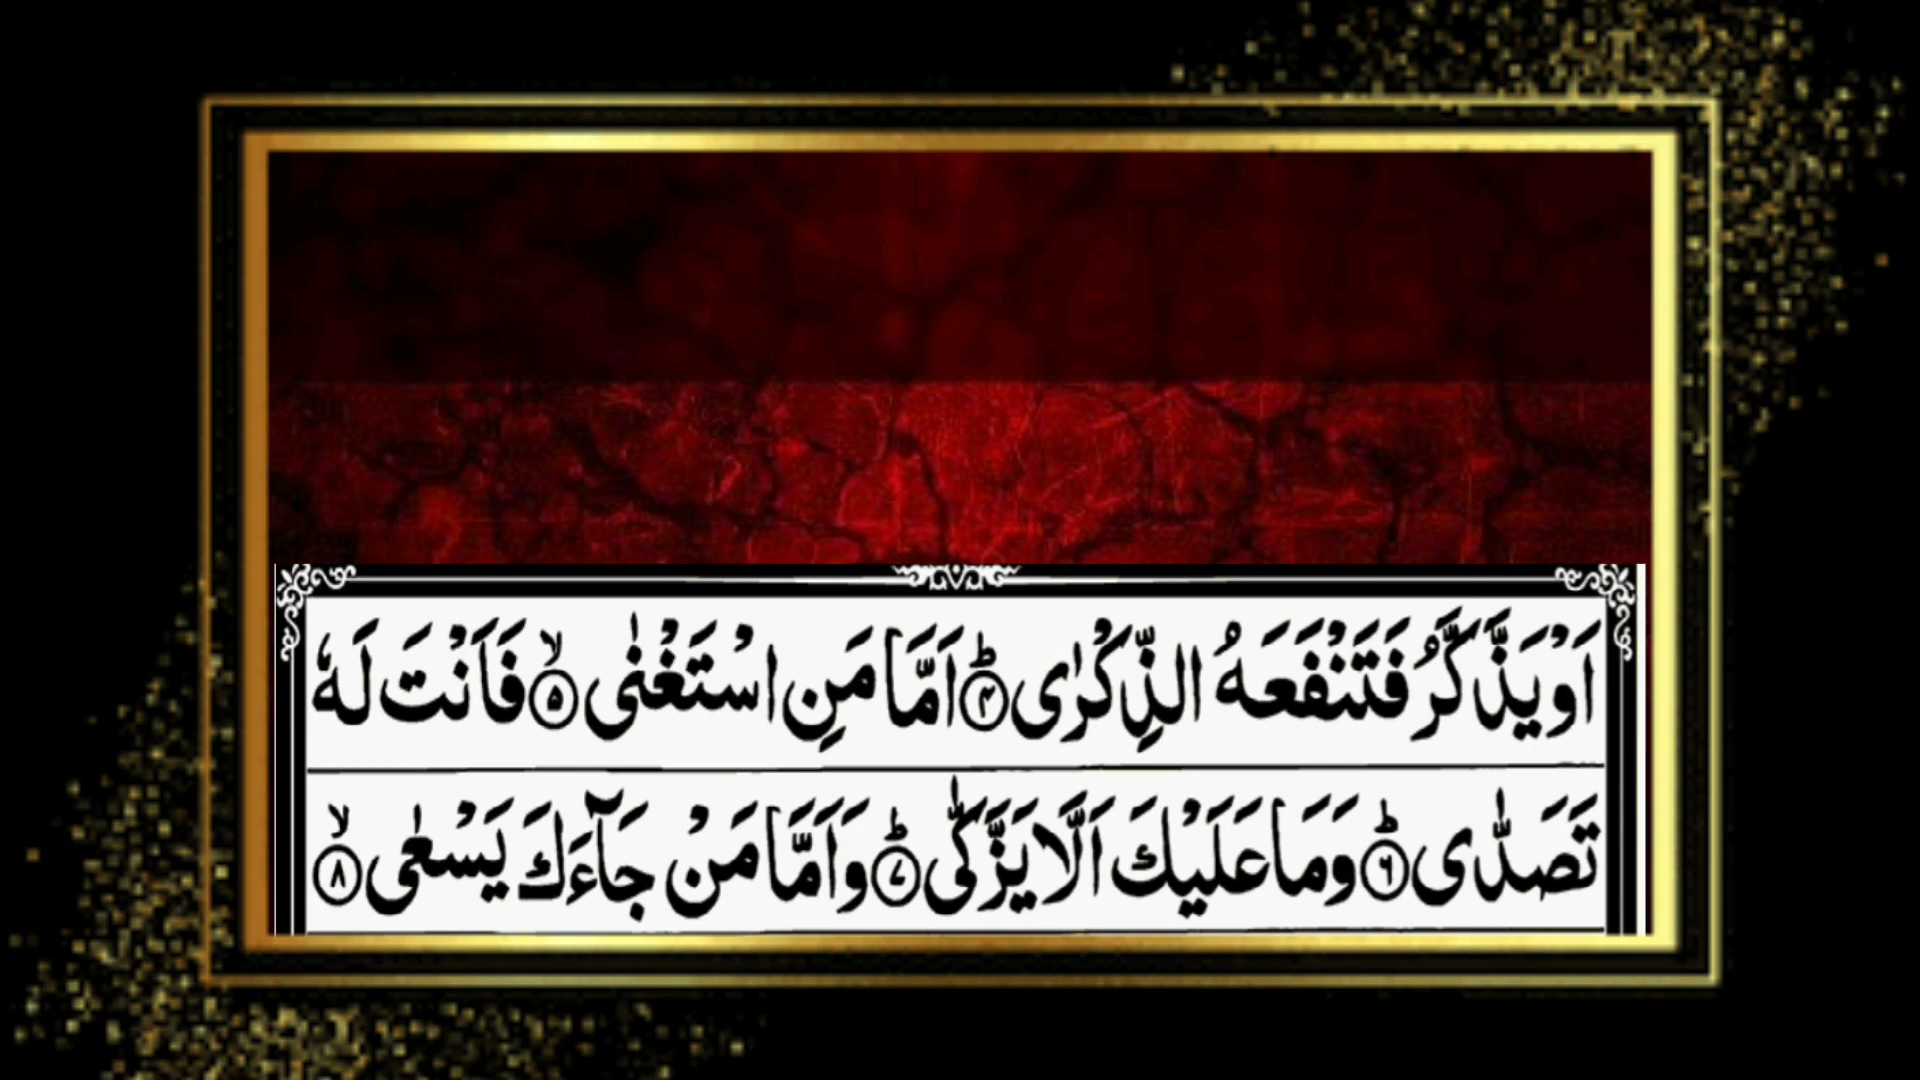 اَوْ يَذَّكَّرُ فَتَنْفَعَهُ الذِّكْرٰى ؕ﴿۴﴾ اَمَّا مَنِ اسْتَغْنٰى ۙ﴿۵﴾ فَاَنْتَ لَهٗ
تَصَدّٰى ؕ﴿۶﴾ وَمَا عَلَيْكَ اَلَّا يَزَّكّٰى ؕ﴿۷﴾ وَاَمَّا مَنْ جَآءَكَ يَسْعٰى ۙ﴿۸﴾